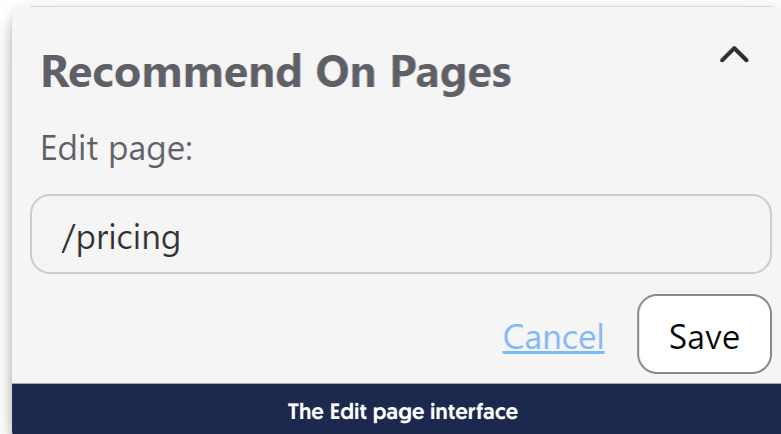 Recommend On Pages
Edit page:
/pricing
Cancel Save
The Edit page interface